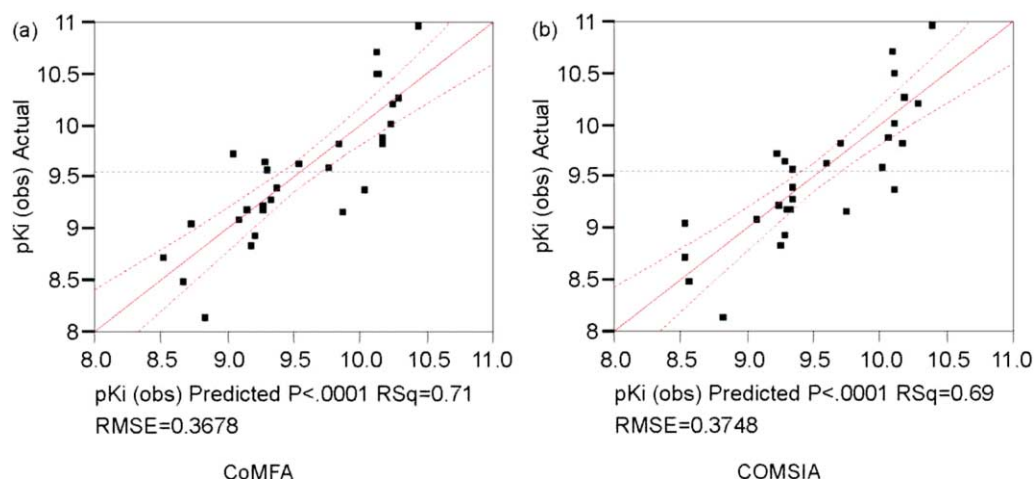 (a)
pKi (obs) Actual
11
10.5
10
9.5
9
8.5
8
8.0 8.5 9.0 9.5 10.0 10.5 11.0
pKi (obs) Predicted P<.0001 RSq=0.71
RMSE=0.3678
CoMFA
(b)
pKi (obs) Actual
11
10.5
10
9.5
9
8.5
8
8.0 8.5 9.0 9.5 10.0 10.5 11.0
pKi (obs) Predicted P<.0001 RSq=0.69
RMSE=0.3748
COMSIA